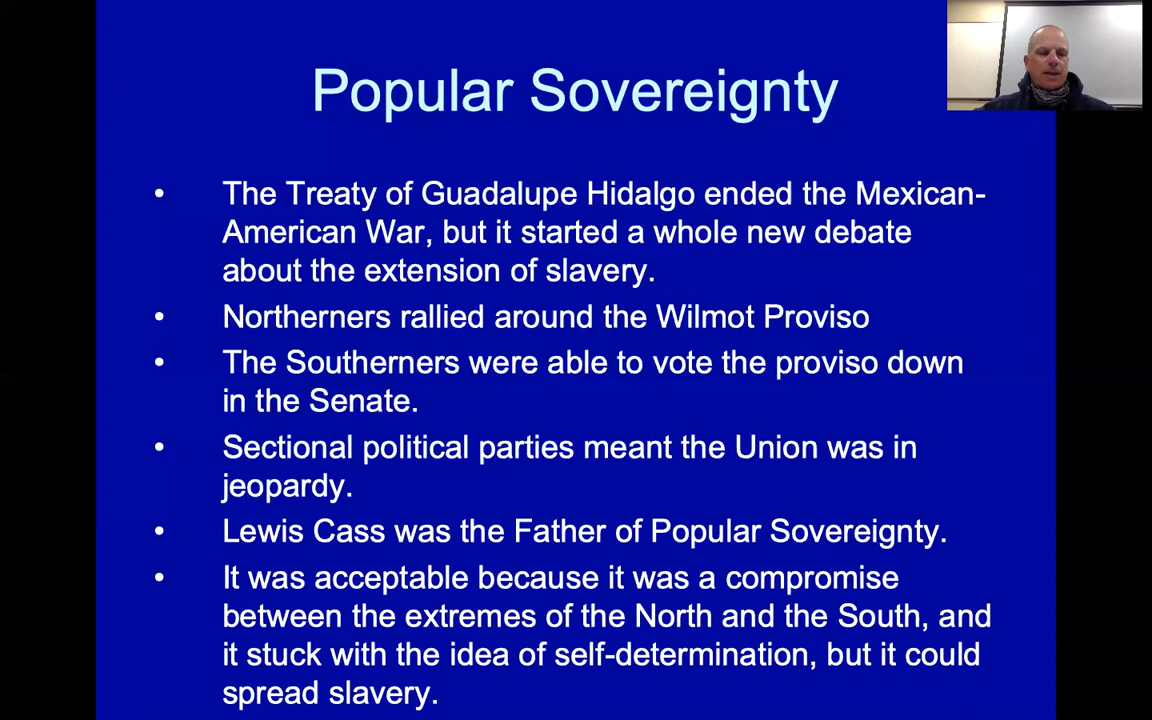 Popular Sovereignty
• The Treaty of Guadalupe Hidalgo ended the Mexican-
American War, but it started a whole new debate
about the extension of slavery.
• Northerners rallied around the Wilmot Proviso
• The Southerners were able to vote the proviso down
in the Senate.
• Sectional political parties meant the Union was in
jeopardy.
• Lewis Cass was the Father of Popular Sovereignty.
• It was acceptable because it was a compromise
between the extremes of the North and the South, and
it stuck with the idea of self-determination, but it could
spread slavery.